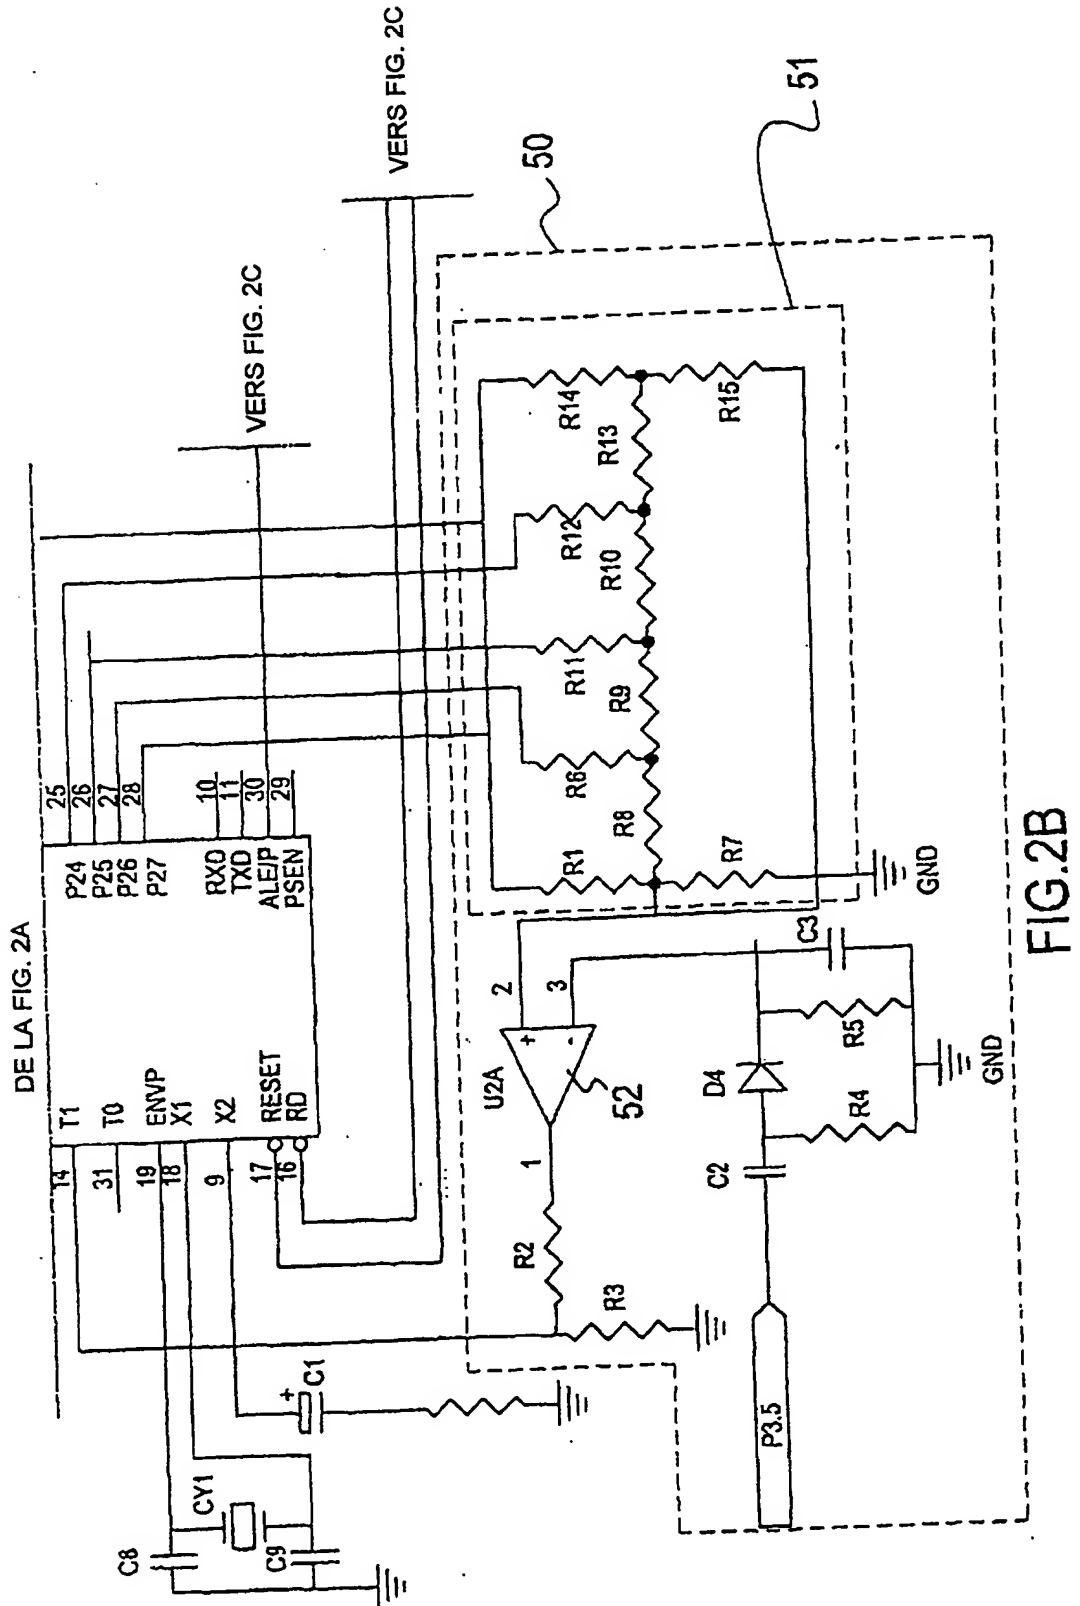 DE LA FIG. 2A
VERS FIG. 2C
VERS FIG. 2C
14 T1
31 T0
19 ENVP
18 X1
9 X2
17 RESET
16 RD
P24 25
P25 26
P26 27
P27 28
RXD 10
TXD 11
ALE/P 30
PSEN 29
C8
CY1
C9
+
C1
50
51
R14
R12
R13
R11
R10
R6
R9
R15
R1
R8
R7
GND
2
3
+
-
U2A
52
1
R2
R3
C3
D4
R5
R4
C2
GND
P3.5
FIG.2B